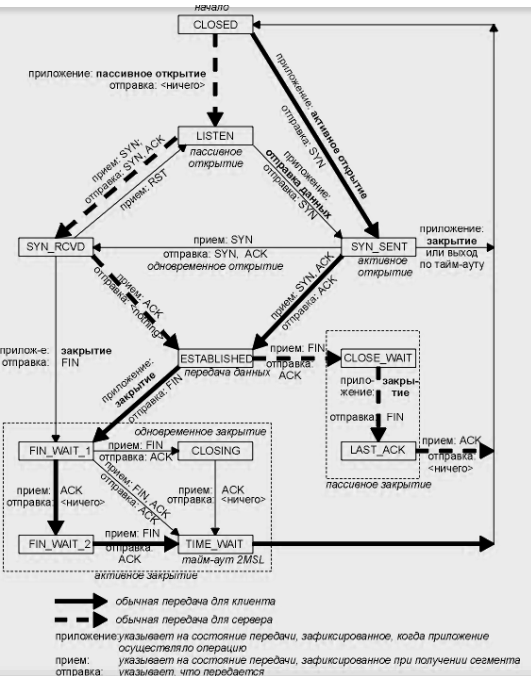 начало
CLOSED
приложение: пассивное открытие
отправка: <ничего>
приложение: активное открытие
отправка: SYN
LISTEN
пассивное
открытие
прием: SYN;
отправка: SYN, ACK
прием: RST
приложение:
отправка данных
отправка: SYN
SYN_RCVD
прием: SYN
отправка: SYN, ACK
одновременное открытие
SYN_SENT
активное
открытие
приложение:
закрытие
или выход
по тайм-ауту
прием: ACK
отправка: <nothing>
прием: SYN, ACK
отправка: ACK
прилож-е: закрытие
отправка: FIN
ESTABLISHED
передача данных
прием: FIN
отправка:
ACK
CLOSE_WAIT
прило- закры-
жение: тие
отправка: FIN
LAST_ACK
пассивное закрытие
прием: ACK
отправка:
<ничего>
приложение:
закрытие
отправка: FIN
одновременное закрытие
FIN_WAIT_1
прием: FIN
отправка: ACK
CLOSING
прием: ACK
отправка: <ничего>
прием: FIN, ACK
отправка: ACK
прием: ACK
отправка: <ничего>
FIN_WAIT_2
прием: FIN
отправка:
ACK
TIME_WAIT
тайм-аут 2MSL
активное закрытие
обычная передача для клиента
обычная передача для сервера
приложение: указывает на состояние передачи, зафиксированное, когда приложение
осуществляло операцию
прием: указывает на состояние передачи, зафиксированное при получении сегмента
отправка: указывает, что передается